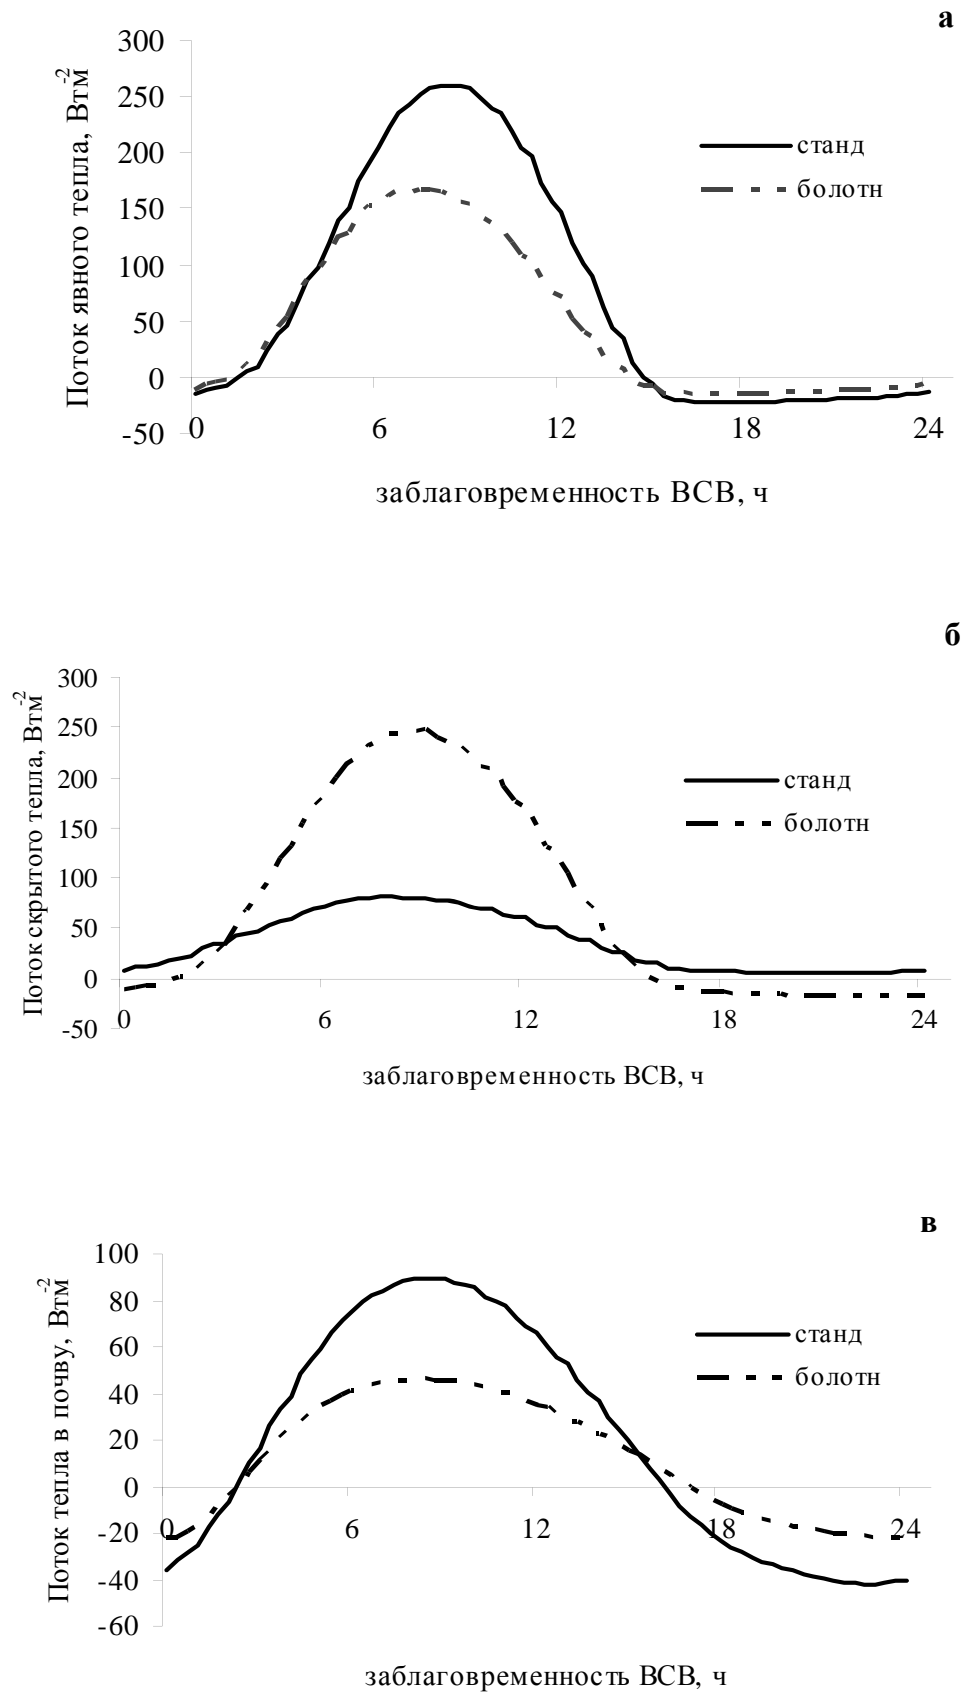 а
300
250
200
150
100
50
0
-50
Поток явного тепла, Втм-2
0 6 12 18 24
заблаговременность ВСВ, ч
станд
болотн
б
300
250
200
150
100
50
0
-50
Поток скрытого тепла, Втм-2
0 6 12 18 24
заблаговременность ВСВ, ч
станд
болотн
в
100
80
60
40
20
0
-20
-40
-60
Поток тепла в почву, Втм-2
0 6 12 18 24
заблаговременность ВСВ, ч
станд
болотн